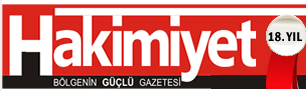 Hakimiyet
18. YIL
BÖLGENİN GÜÇLÜ GAZETESİ